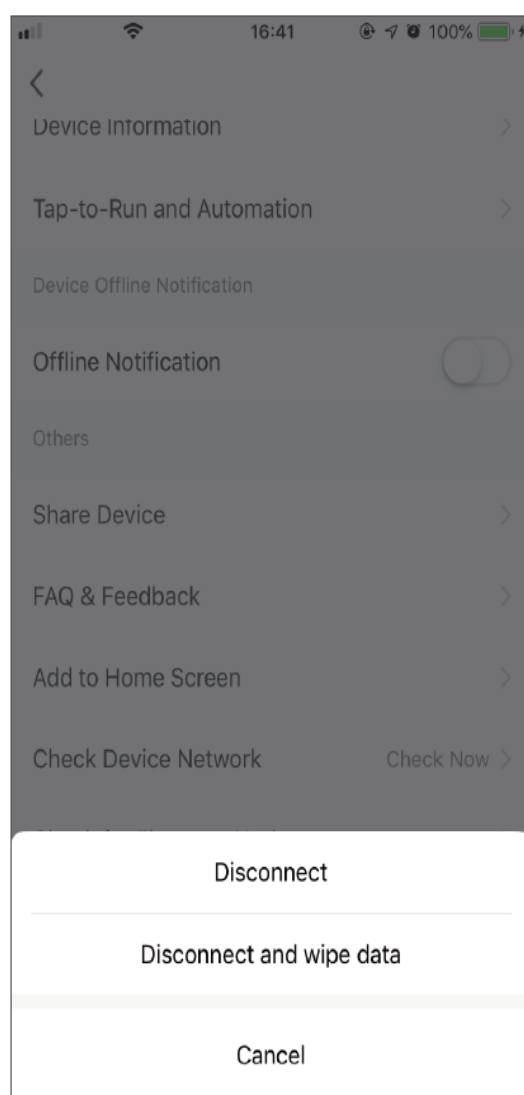 16:41 100%
Device Information
Tap-to-Run and Automation
Device Offline Notification
Offline Notification
Others
Share Device
FAQ & Feedback
Add to Home Screen
Check Device Network Check Now
Disconnect
Disconnect and wipe data
Cancel